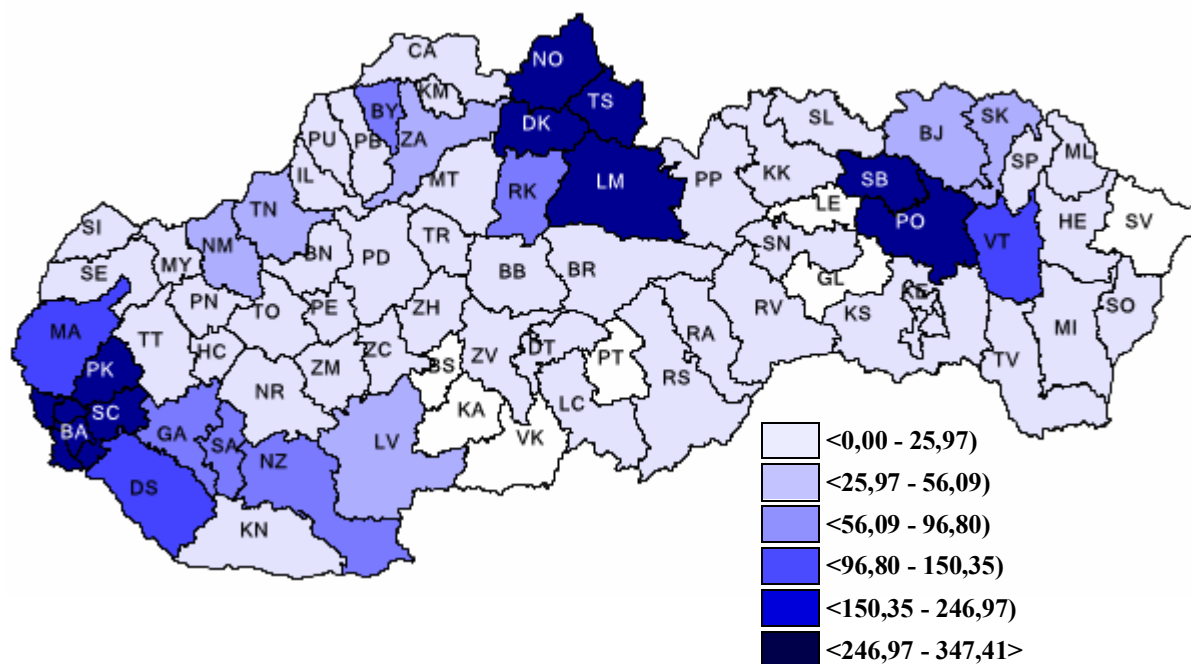 CA
NO
KM
TS
BY
DK
ZA
PU
PB
SL
BJ
SK
SP
ML
IL
MT
RK
LM
PP
KK
SB
LE
PO
HE
SV
TN
SI
NM
TR
BN
PD
SE
MY
BB
BR
SN
GL
VT
KE
KS
PN
TO
PE
ZH
RV
SO
MA
TT
HC
ZM
ZC
BS
ZV
DT
PT
RA
MI
TV
PK
NR
RS
SC
BA
GA
SA
NZ
LV
KA
VK
LC
DS
KN
<0,00 - 25,97)
<25,97 - 56,09)
<56,09 - 96,80)
<96,80 - 150,35)
<150,35 - 246,97)
<246,97 - 347,41>